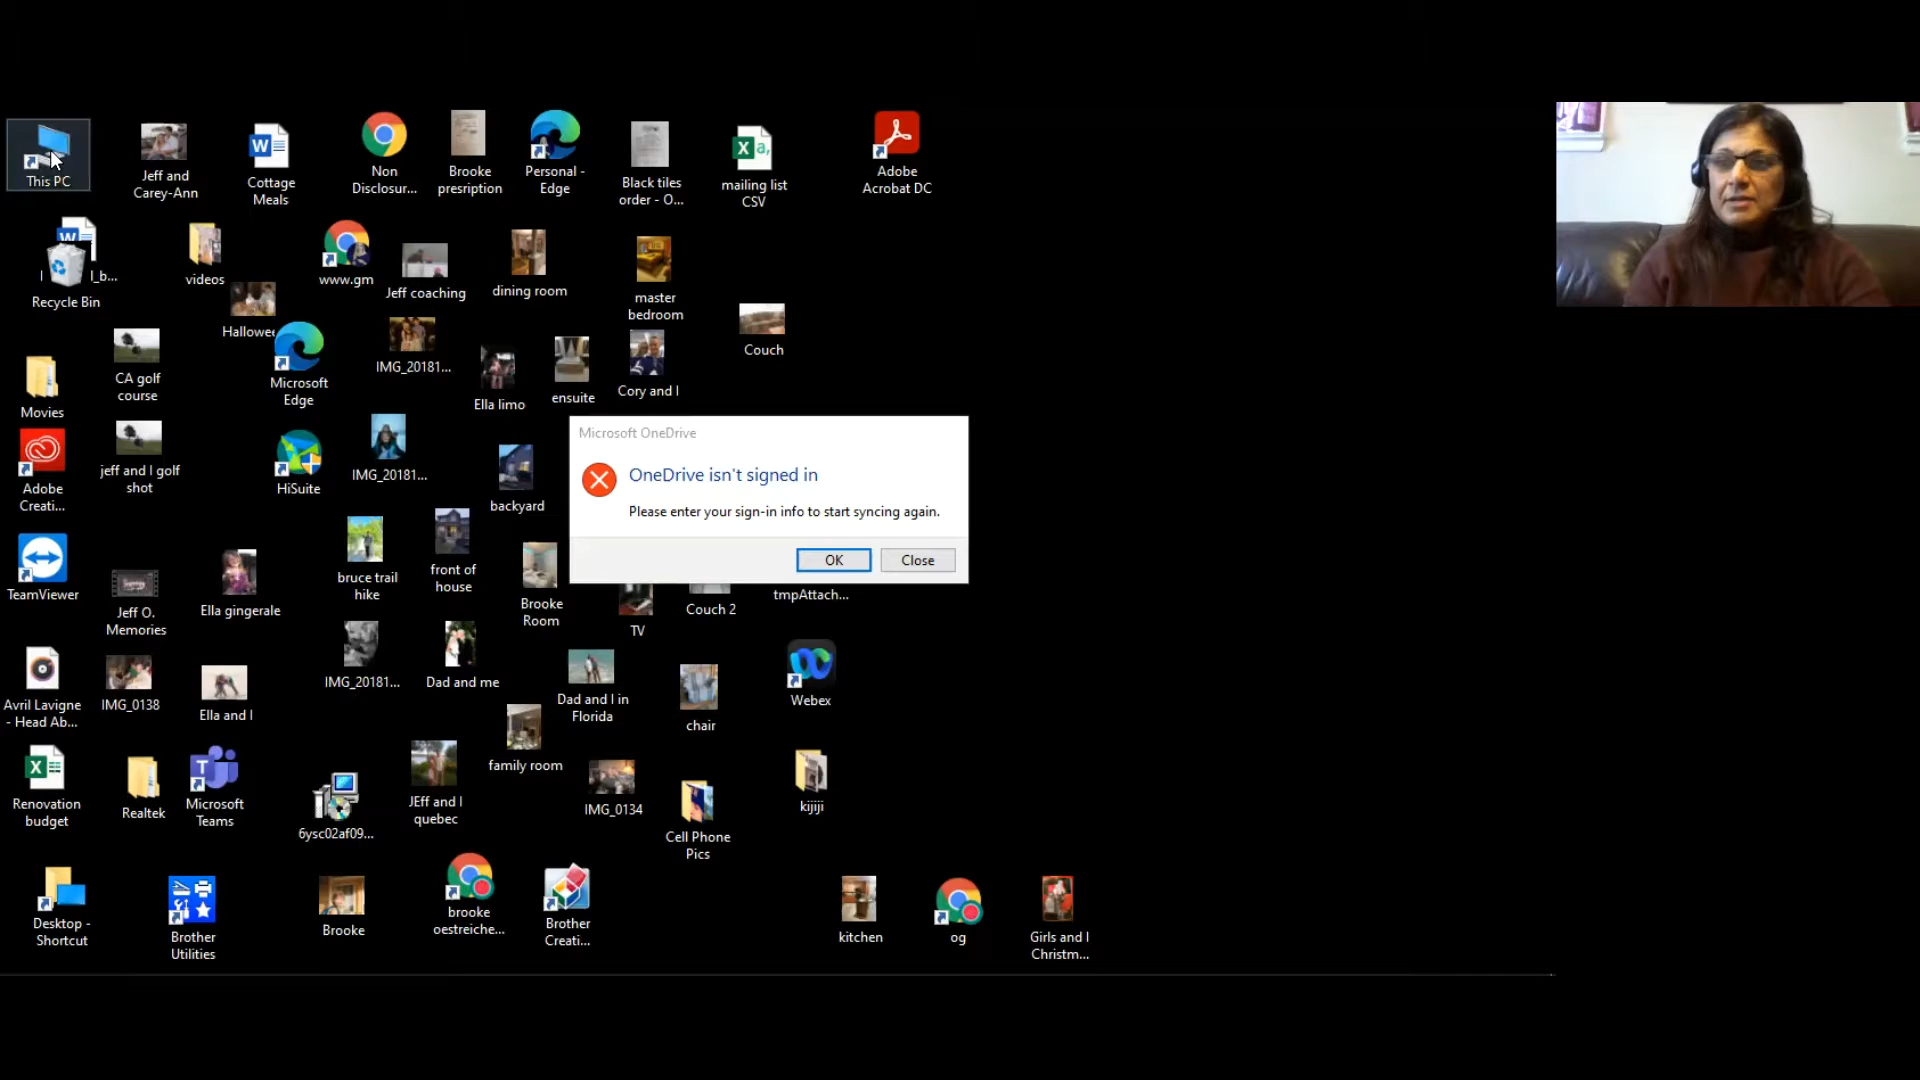 This PC
Jeff and
Carey-Ann
Cottage
Meals
Non
Disclosur...
Brooke
presription
Personal -
Edge
Black tiles
order - O...
mailing list
CSV
Adobe
Acrobat DC
Recycle Bin
videos
Hallowe
www.gm
Jeff coaching
dining room
master
bedroom
Couch
Movies
CA golf
course
Microsoft
Edge
IMG_20181...
Ella limo
ensuite
Cory and I
Adobe
Creati...
jeff and I golf
shot
HiSuite
IMG_20181...
backyard
Microsoft OneDrive
OneDrive isn't signed in
Please enter your sign-in info to start syncing again.
OK
Close
TeamViewer
Jeff O.
Memories
Ella gingerale
bruce trail
hike
front of
house
Brooke
Room
TV
Couch 2
tmpAttach...
Avril Lavigne
- Head Ab...
IMG_0138
Ella and I
IMG_20181...
Dad and me
Dad and I in
Florida
chair
Webex
Renovation
budget
Realtek
Microsoft
Teams
6ysc02af09...
JEff and I
quebec
family room
IMG_0134
Cell Phone
Pics
kijiji
Desktop -
Shortcut
Brother
Utilities
Brooke
brooke
oestreiche...
Brother
Creati...
kitchen
og
Girls and I
Christm...